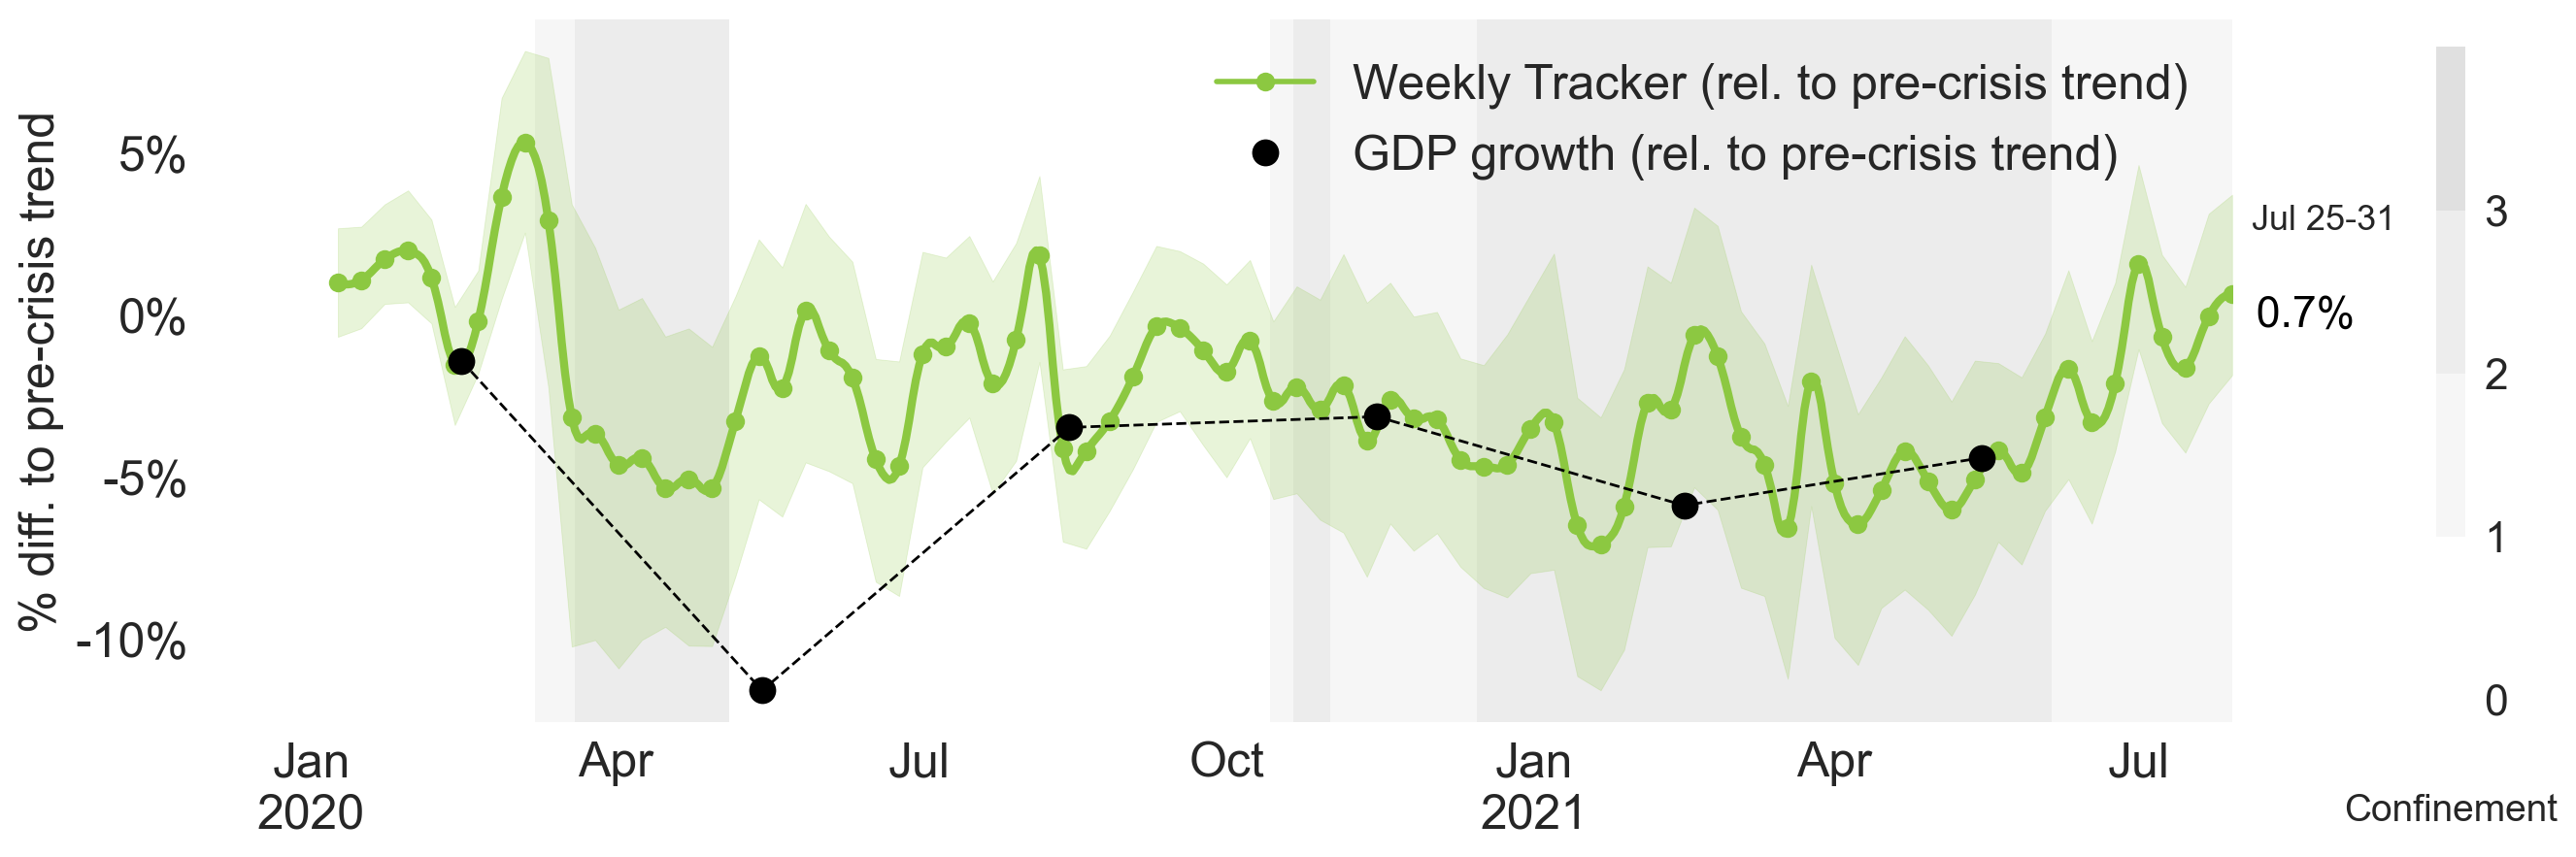 % diff. to pre-crisis trend
5%
0%
-5%
-10%
Weekly Tracker (rel. to pre-crisis trend)
GDP growth (rel. to pre-crisis trend)
Jul 25-31
0.7%
3
2
1
0
Confinement
Jan Apr Jul Oct Jan Apr Jul
2020 2021